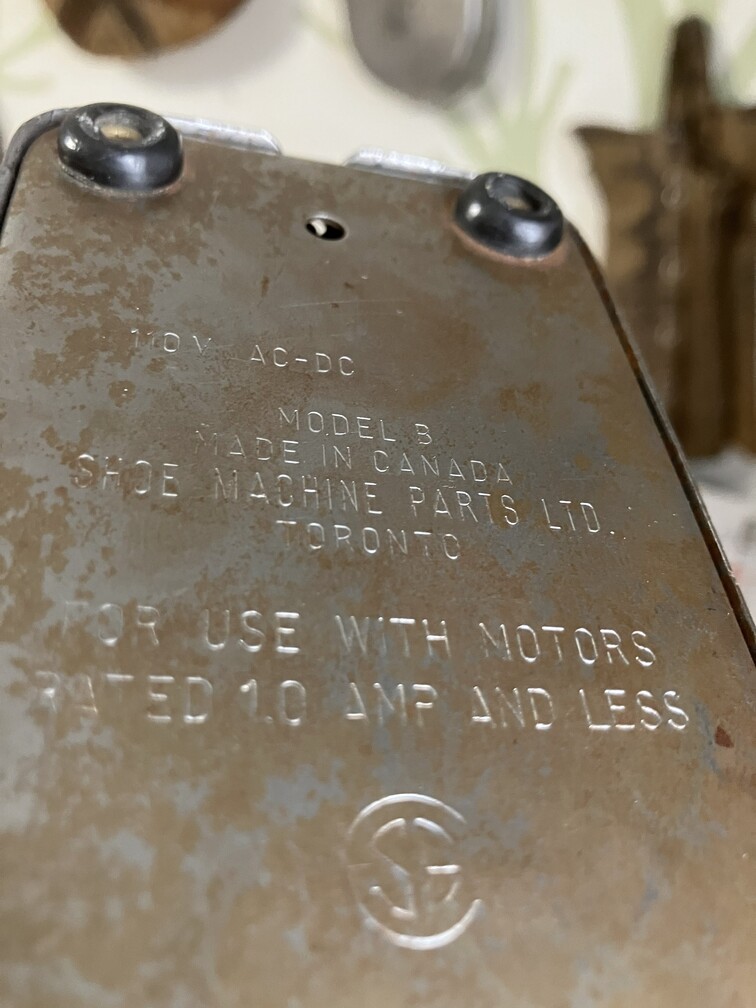 110V AC-DC
MODEL B
MADE IN CANADA
SHOE MACHINE PARTS LTD.
TORONTO
FOR USE WITH MOTORS
RATED 1.0 AMP AND LESS